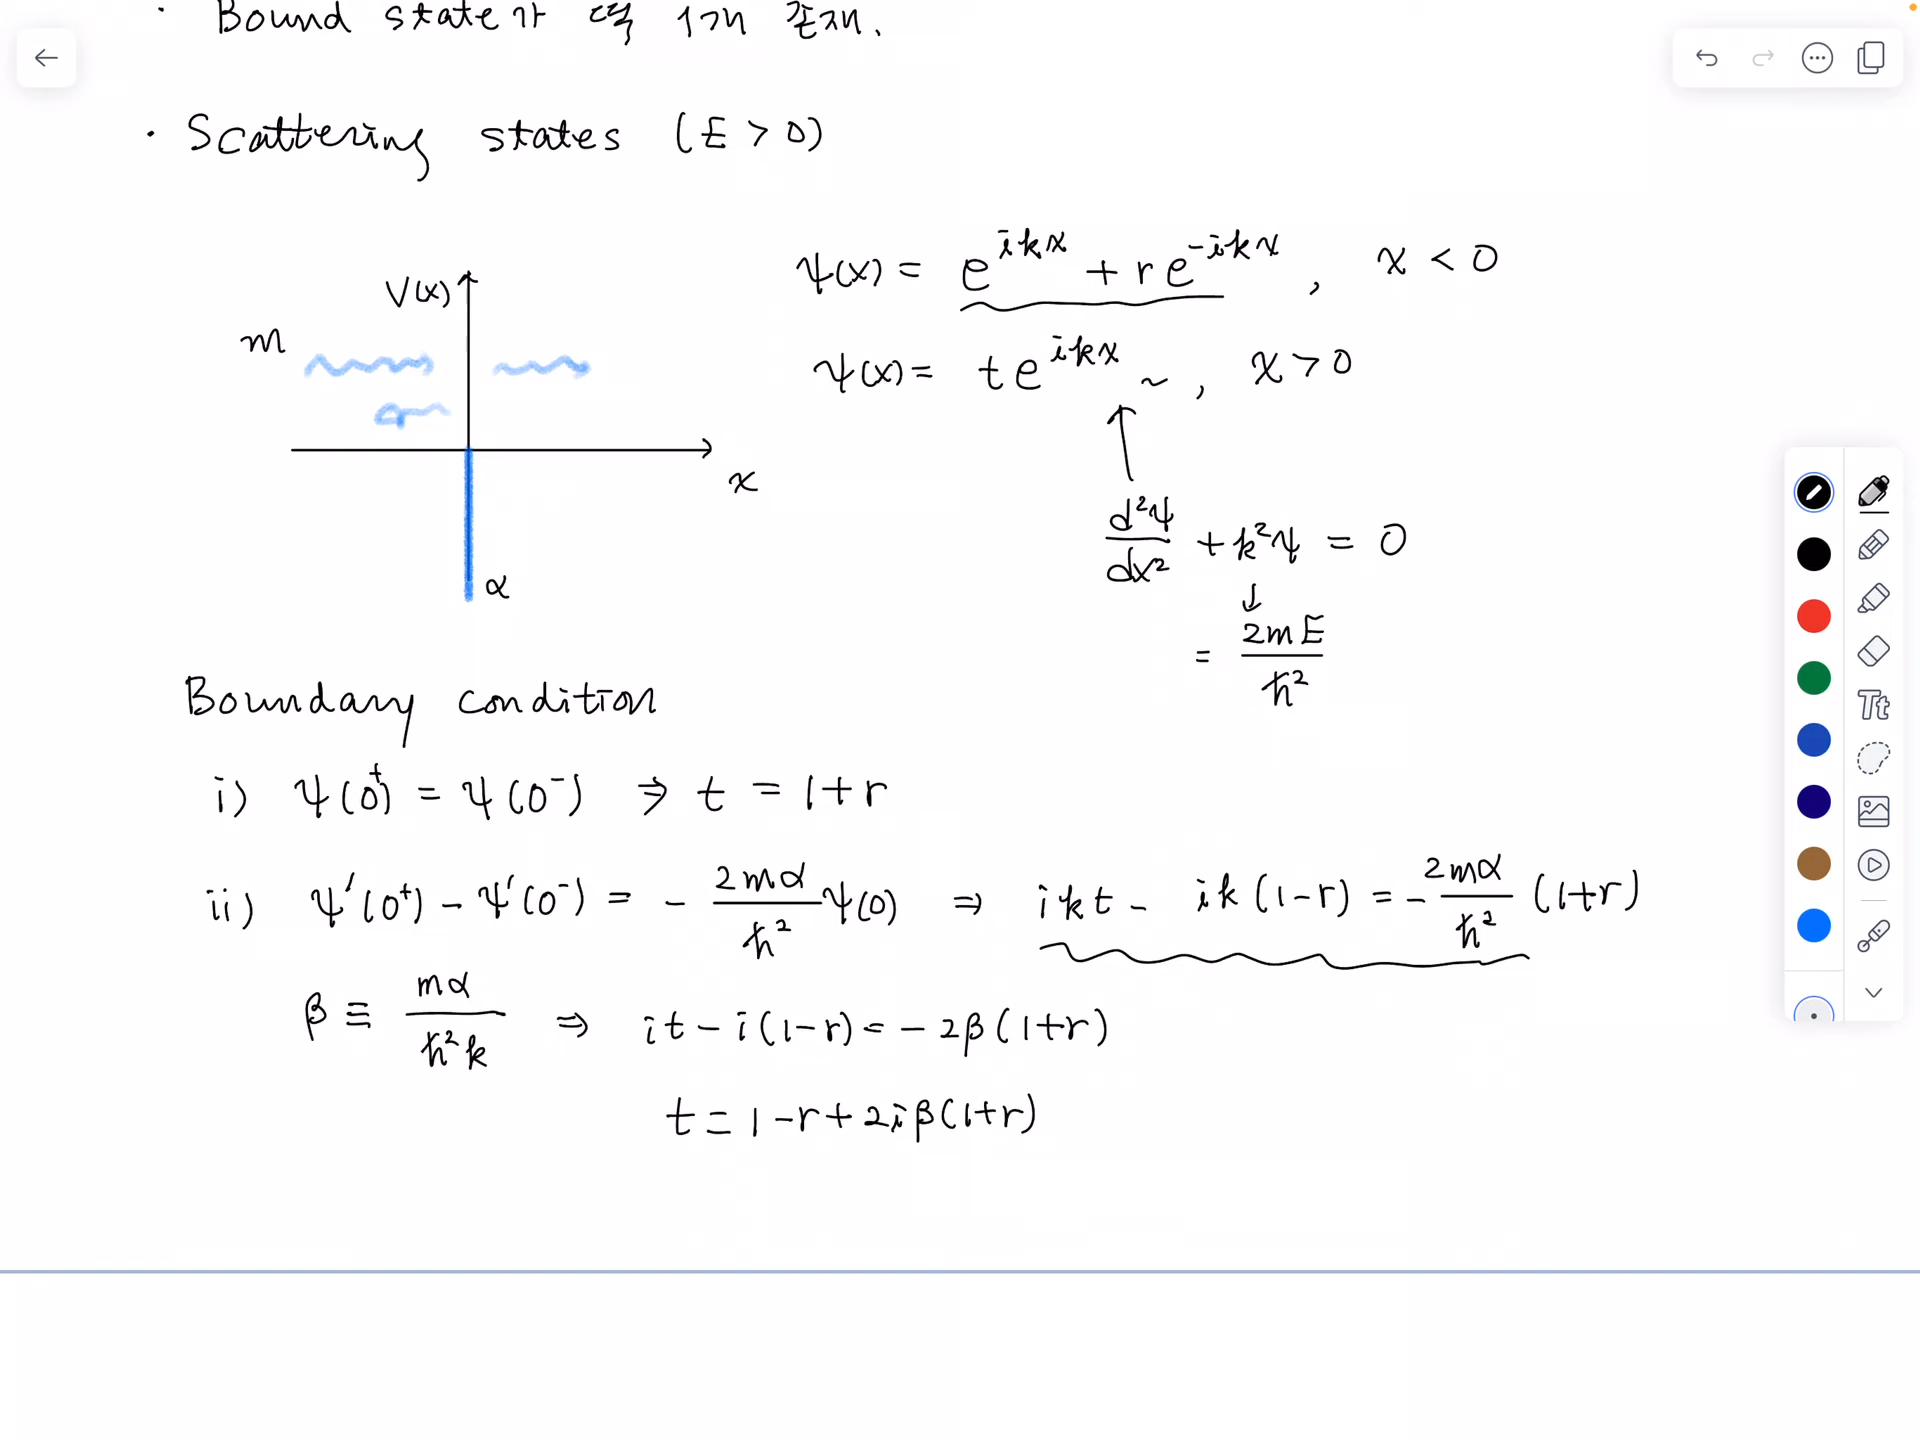 · Bound state가 딱 1개 존재.
· Scattering states (E > 0)
V(x)
m
x
α
ψ(x) = e^{ikx} + re^{-ikx} , x < 0
ψ(x) = te^{ikx} ~ , x > 0
↑
d²ψ/dx² + k²ψ = 0
↓
= 2mE/ħ²
Boundary condition
i) ψ(0⁺) = ψ(0⁻) ⇒ t = 1+r
ii) ψ′(0⁺) - ψ′(0⁻) = - 2mα/ħ² ψ(0) ⇒ ikt - ik(1-r) = - 2mα/ħ² (1+r)
β ≡ mα/ħ²k ⇒ it - i(1-r) = - 2β(1+r)
t = 1-r+2iβ(1+r)
Tt